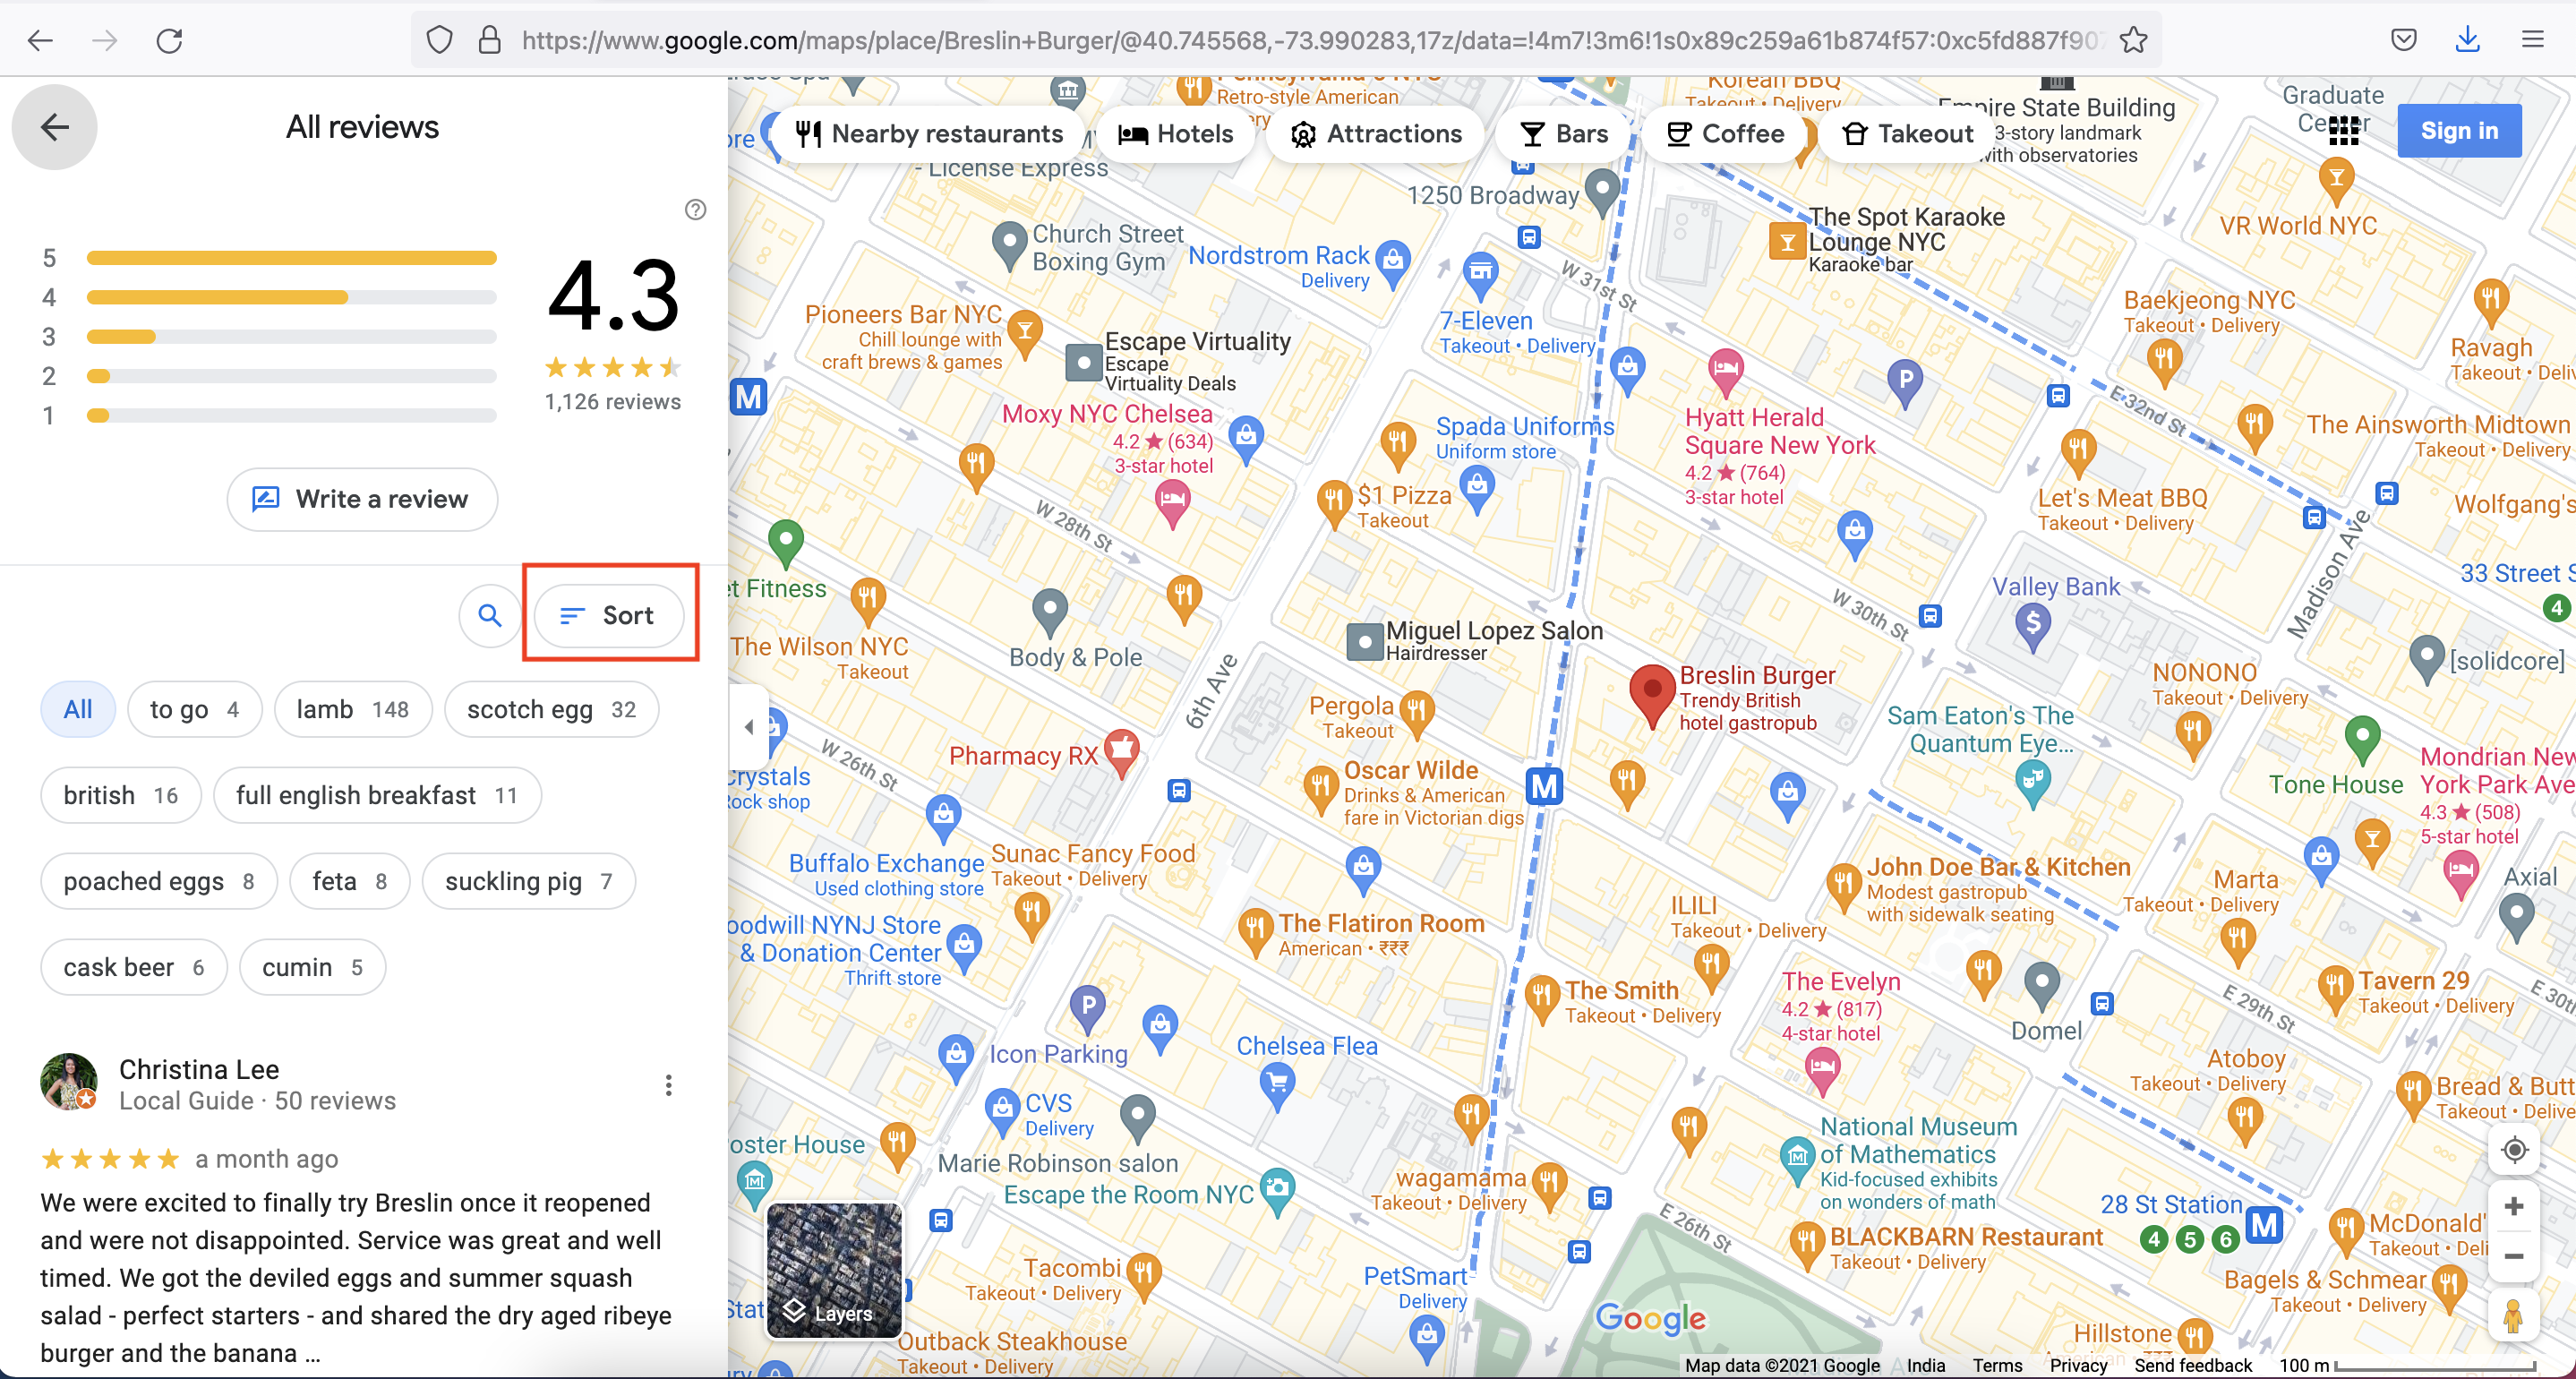 https://www.google.com/maps/place/Breslin+Burger/@40.745568,-73.990283,17z/data=!4m7!3m6!1s0x89c259a61b874f57:0xc5fd887f907
All reviews
5
4
3
2
1
4.3
1,126 reviews
Write a review
Sort
All
to go 4
lamb 148
scotch egg 32
british 16
full english breakfast 11
poached eggs 8
feta 8
suckling pig 7
cask beer 6
cumin 5
Christina Lee
Local Guide · 50 reviews
a month ago
We were excited to finally try Breslin once it reopened
and were not disappointed. Service was great and well
timed. We got the deviled eggs and summer squash
salad - perfect starters - and shared the dry aged ribeye
burger and the banana ...
Nearby restaurants
Hotels
Attractions
Bars
Coffee
Takeout
Sign in
Retro-style American
Korean BBQ
Takeout • Delivery
Empire State Building
3-story landmark
with observatories
Graduate
Center
- License Express
1250 Broadway
The Spot Karaoke
Lounge NYC
Karaoke bar
VR World NYC
Church Street
Boxing Gym
Nordstrom Rack
Delivery
W 31st St
Pioneers Bar NYC
Chill lounge with
craft brews & games
Escape Virtuality
Escape
Virtuality Deals
7-Eleven
Takeout • Delivery
Baekjeong NYC
Takeout • Delivery
Ravagh
Takeout • Deliv
P
M
Moxy NYC Chelsea
4.2 ★ (634)
3-star hotel
Spada Uniforms
Uniform store
Hyatt Herald
Square New York
4.2 ★ (764)
3-star hotel
E 32nd St
The Ainsworth Midtown
Takeout • Delivery
$1 Pizza
Takeout
Let's Meat BBQ
Takeout • Delivery
Wolfgang's
W 28th St
Madison Ave
et Fitness
33 Street S
4
Valley Bank
$
W 30th St
The Wilson NYC
Takeout
Body & Pole
Miguel Lopez Salon
Hairdresser
[solidcore]
6th Ave
Breslin Burger
Trendy British
hotel gastropub
NONONO
Takeout • Delivery
Pergola
Takeout
Sam Eaton's The
Quantum Eye...
Pharmacy RX
W 26th St
Oscar Wilde
Drinks & American
fare in Victorian digs
M
Tone House
Mondrian New
York Park Ave
4.3 ★ (508)
5-star hotel
Crystals
Rock shop
Buffalo Exchange
Used clothing store
Sunac Fancy Food
Takeout • Delivery
John Doe Bar & Kitchen
Modest gastropub
with sidewalk seating
Marta
Takeout • Delivery
Axial
oodwill NYNJ Store
& Donation Center
Thrift store
The Flatiron Room
American • ₹₹₹
ILILI
Takeout • Delivery
The Smith
Takeout • Delivery
The Evelyn
4.2 ★ (817)
4-star hotel
Domel
Tavern 29
Takeout • Delivery
E 29th St
E 30th
P
Icon Parking
Chelsea Flea
Atoboy
Takeout • Delivery
Bread & Butt
Takeout • Delive
CVS
Delivery
oster House
Marie Robinson salon
Escape the Room NYC
National Museum
of Mathematics
Kid-focused exhibits
on wonders of math
wagamama
Takeout • Delivery
28 St Station
M
4 5 6
E 26th St
BLACKBARN Restaurant
Takeout • Delivery
McDonald'
Takeout • Deli
Tacombi
Takeout • Delivery
PetSmart
Delivery
Bagels & Schmear
Takeout • Delivery
Layers
Stat
Outback Steakhouse
Takeout • Delivery
Google
Hillstone
Map data ©2021 Google
India
Terms
Privacy
Send feedback
100 m